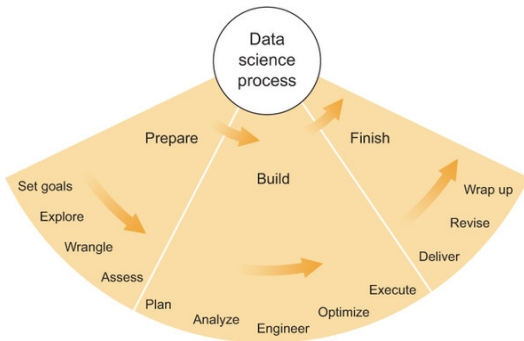 Data
science
process
Prepare
Finish
Build
Set goals
Explore
Wrangle
Assess
Plan
Analyze
Engineer
Optimize
Execute
Deliver
Revise
Wrap up